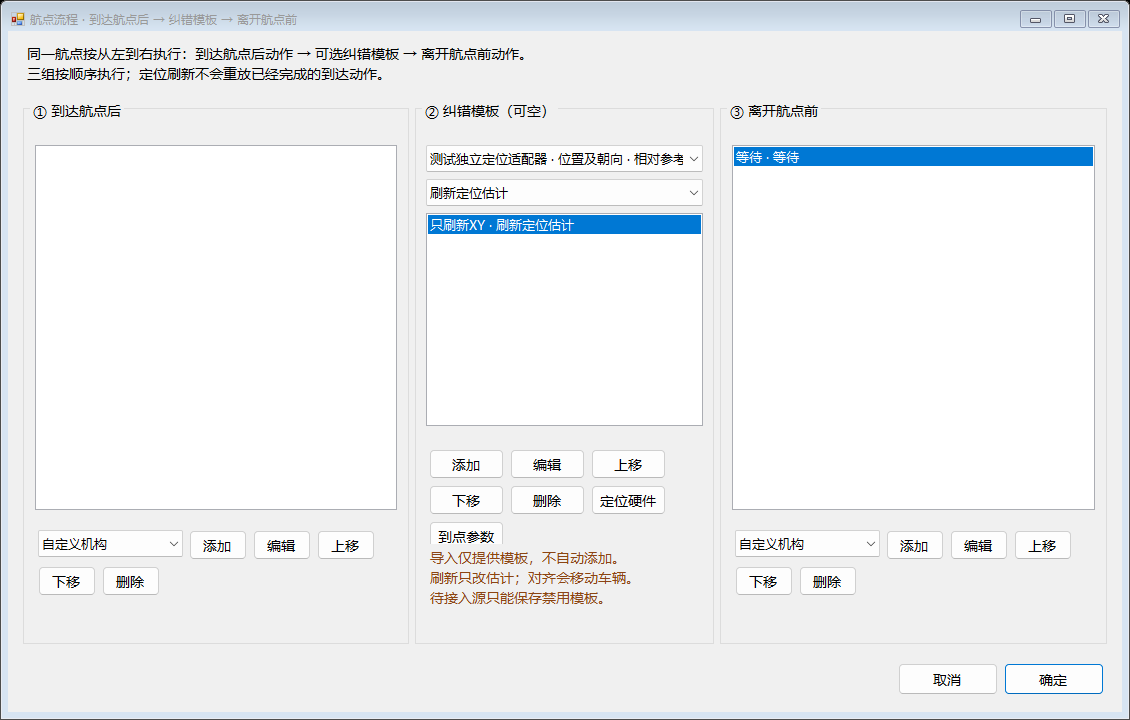 航点流程 · 到达航点后 → 纠错模板 → 离开航点前
同一航点按从左到右执行：到达航点后动作 → 可选纠错模板 → 离开航点前动作。
三组按顺序执行；定位刷新不会重放已经完成的到达动作。
① 到达航点后
自定义机构
添加
编辑
上移
下移
删除
② 纠错模板（可空）
测试独立定位适配器 · 位置及朝向 · 相对参考
刷新定位估计
只刷新XY · 刷新定位估计
添加
编辑
上移
下移
删除
定位硬件
到点参数
导入仅提供模板，不自动添加。
刷新只改估计；对齐会移动车辆。
待接入源只能保存禁用模板。
③ 离开航点前
等待 · 等待
自定义机构
添加
编辑
上移
下移
删除
取消
确定